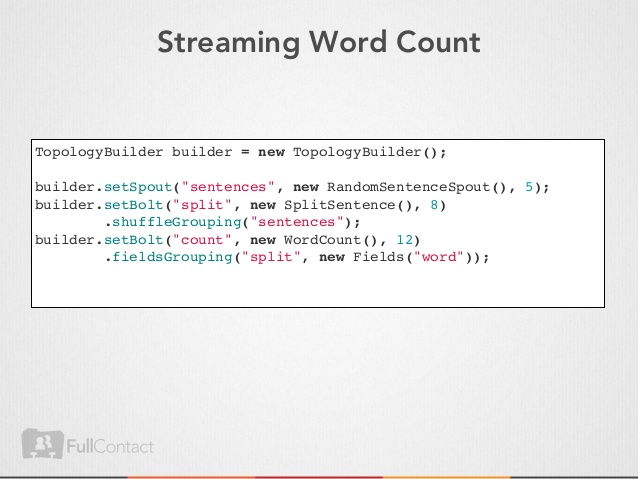 Streaming Word Count
TopologyBuilder builder = new TopologyBuilder();
builder.setSpout("sentences", new RandomSentenceSpout(), 5);
builder.setBolt("split", new SplitSentence(), 8)
        .shuffleGrouping("sentences");
builder.setBolt("count", new WordCount(), 12)
        .fieldsGrouping("split", new Fields("word"));
FullContact